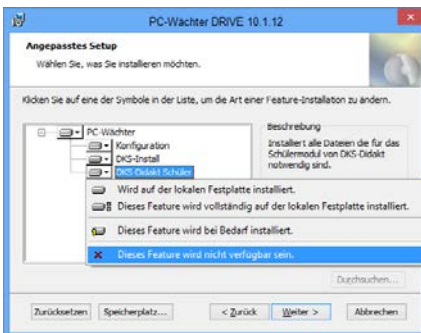 PC-Wächter DRIVE 10.1.12
Angepasstes Setup
Wählen Sie, was Sie installieren möchten.
Klicken Sie auf eine der Symbole in der Liste, um die Art einer Feature-Installation zu ändern.
PC-Wächter
Konfiguration
DKS-Install
DKS-Didakt Schüler
Beschreibung
Installiert alle Dateien die für das
Schülermodul von DKS-Didakt
notwendig sind.
Wird auf der lokalen Festplatte installiert.
Dieses Feature wird vollständig auf der lokalen Festplatte installiert.
Dieses Feature wird bei Bedarf installiert.
Dieses Feature wird nicht verfügbar sein.
Durchsuchen...
Zurücksetzen
Speicherplatz...
< Zurück
Weiter >
Abbrechen